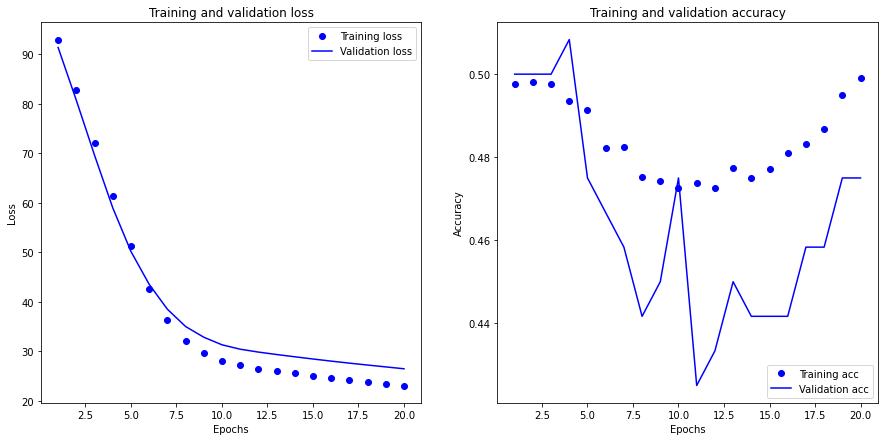 Training and validation loss
Training loss
Validation loss
90
80
70
60
50
40
30
20
Loss
2.5
5.0
7.5
10.0
12.5
15.0
17.5
20.0
Epochs
Training and validation accuracy
0.50
0.48
0.46
0.44
Accuracy
Training acc
Validation acc
2.5
5.0
7.5
10.0
12.5
15.0
17.5
20.0
Epochs